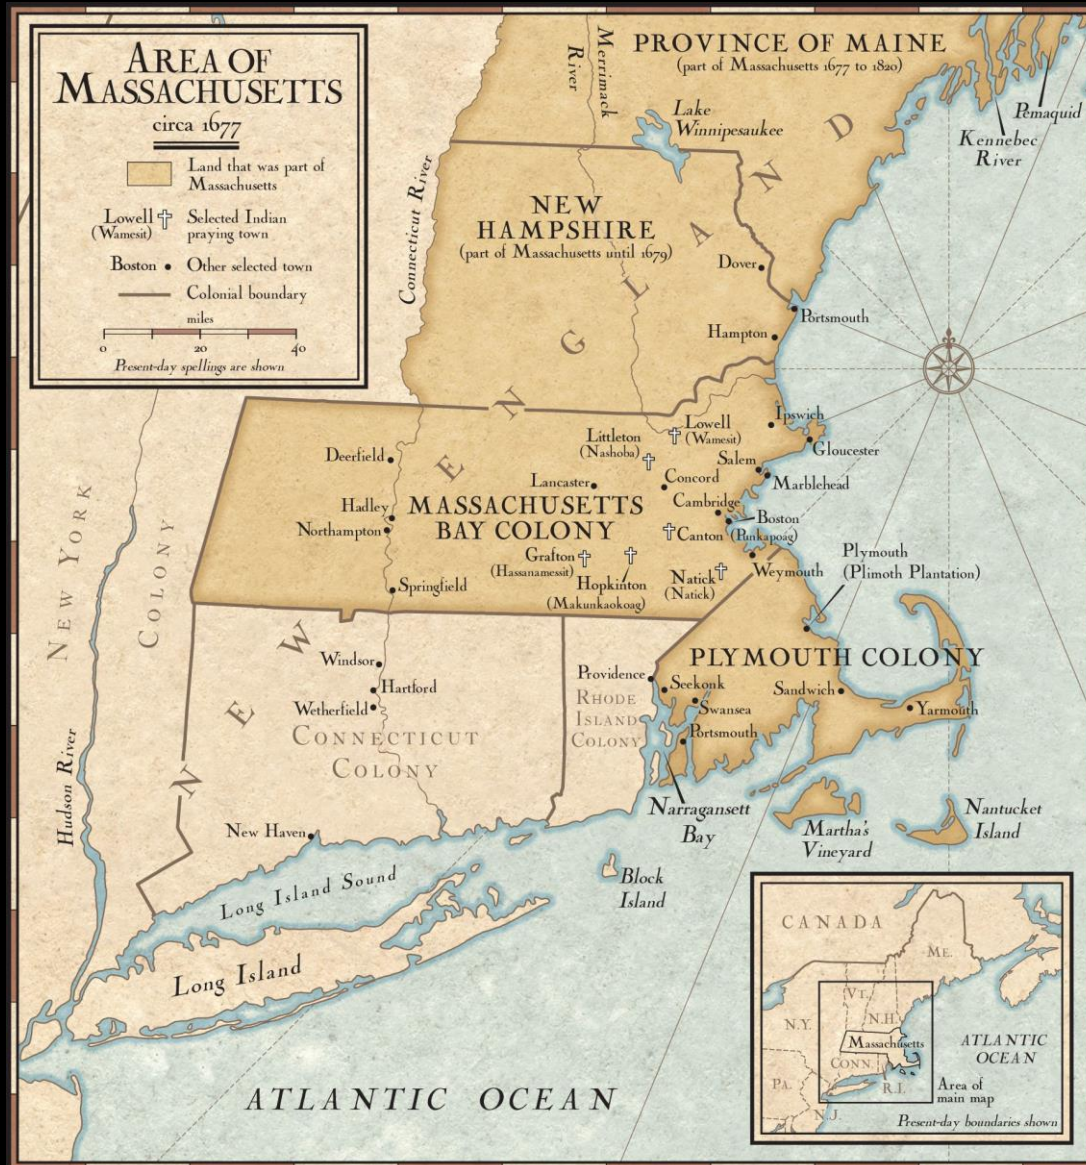 AREA OF
MASSACHUSETTS
circa 1677
Land that was part of
Massachusetts
Lowell
(Wamesit)
Selected Indian
praying town
Boston
Other selected town
Colonial boundary
miles
0 20 40
Present-day spellings are shown
PROVINCE OF MAINE
(part of Massachusetts 1677 to 1820)
Merrimack
River
Lake
Winnipesaukee
Pemaquid
Kennebec
River
Connecticut River
NEW
HAMPSHIRE
(part of Massachusetts until 1679)
NEW ENGLAND
Dover
Portsmouth
Hampton
Ipswich
Lowell
(Wamesit)
Littleton
(Nashoba)
Gloucester
Deerfield
Salem
Marblehead
Lancaster
Concord
Cambridge
Hadley
MASSACHUSETTS
BAY COLONY
Boston
Northampton
Canton (Punkapoag)
Grafton
(Hassanamessit)
Hopkinton
(Makunkaokoag)
Natick
(Natick)
Weymouth
Plymouth
(Plimoth Plantation)
Springfield
NEW YORK
COLONY
Hudson River
Windsor
Hartford
Wetherfield
CONNECTICUT
COLONY
Providence
RHODE
ISLAND
COLONY
PLYMOUTH COLONY
Seekonk
Swansea
Sandwich
Yarmouth
Portsmouth
Narragansett
Bay
Martha's
Vineyard
Nantucket
Island
New Haven
Block
Island
Long Island Sound
Long Island
ATLANTIC OCEAN
CANADA
ME.
VT.
N.H.
N.Y.
Massachusetts
ATLANTIC
OCEAN
CONN.
R.I.
PA.
N.J.
Area of
main map
Present-day boundaries shown